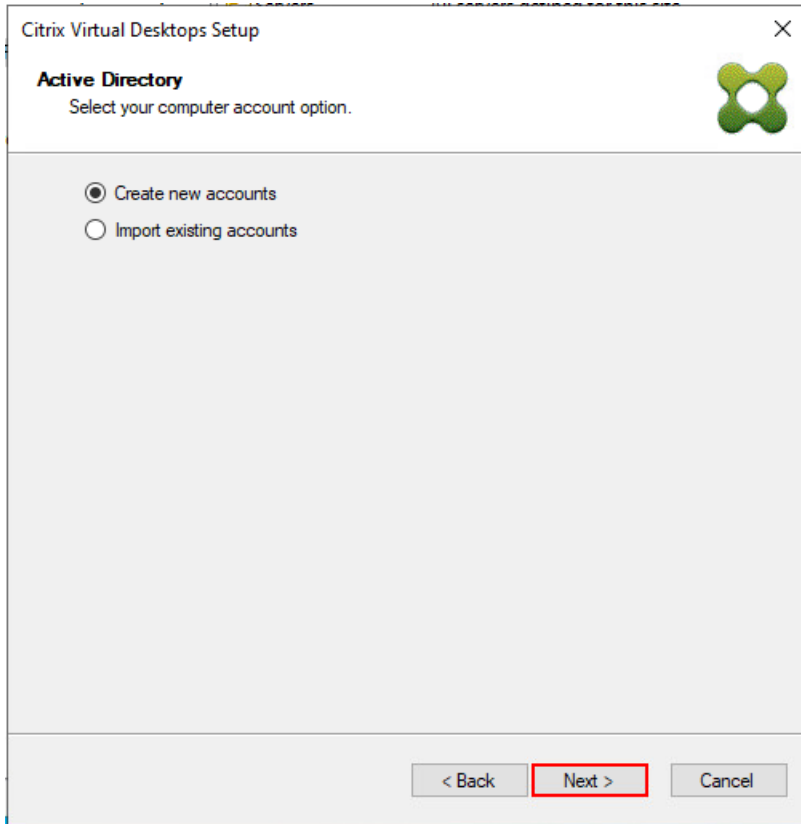 Citrix Virtual Desktops Setup
Active Directory
Select your computer account option.
Create new accounts
Import existing accounts
< Back
Next >
Cancel